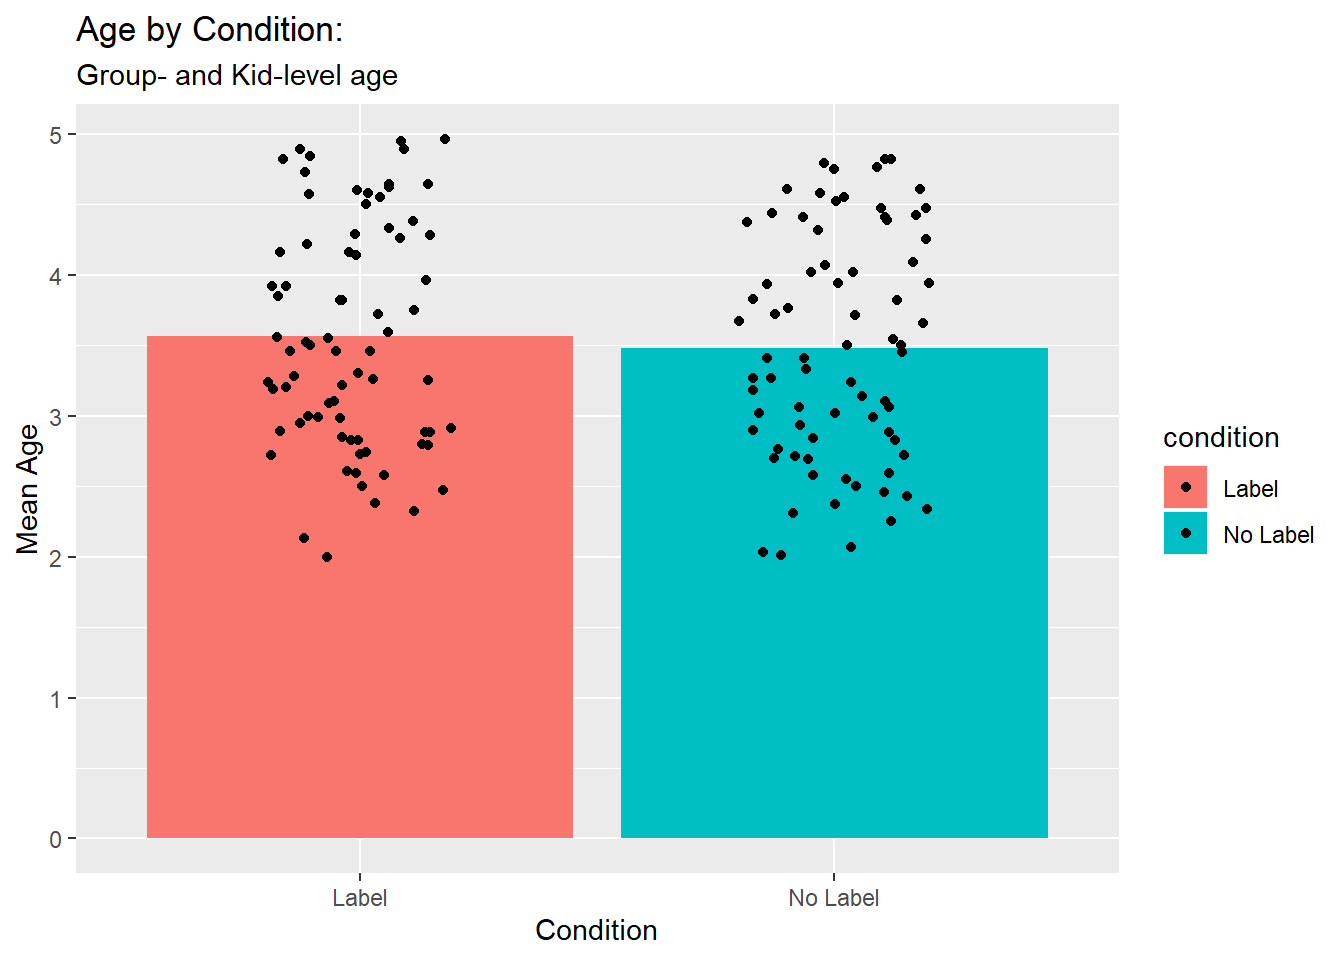 Age by Condition:
Group- and Kid-level age
5
4
3
2
1
0
Mean Age
Label
No Label
Condition
condition
Label
No Label